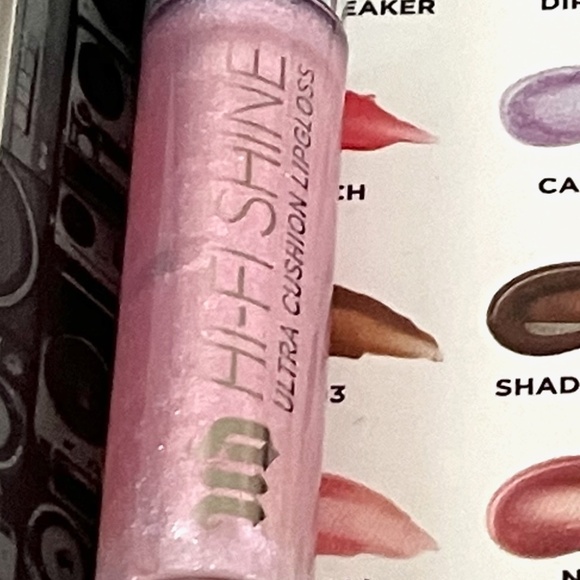 HI-FI SHINE
ULTRA CUSHION LIPGLOSS
UD
EAKER
CH
CA
3
SHAD
N